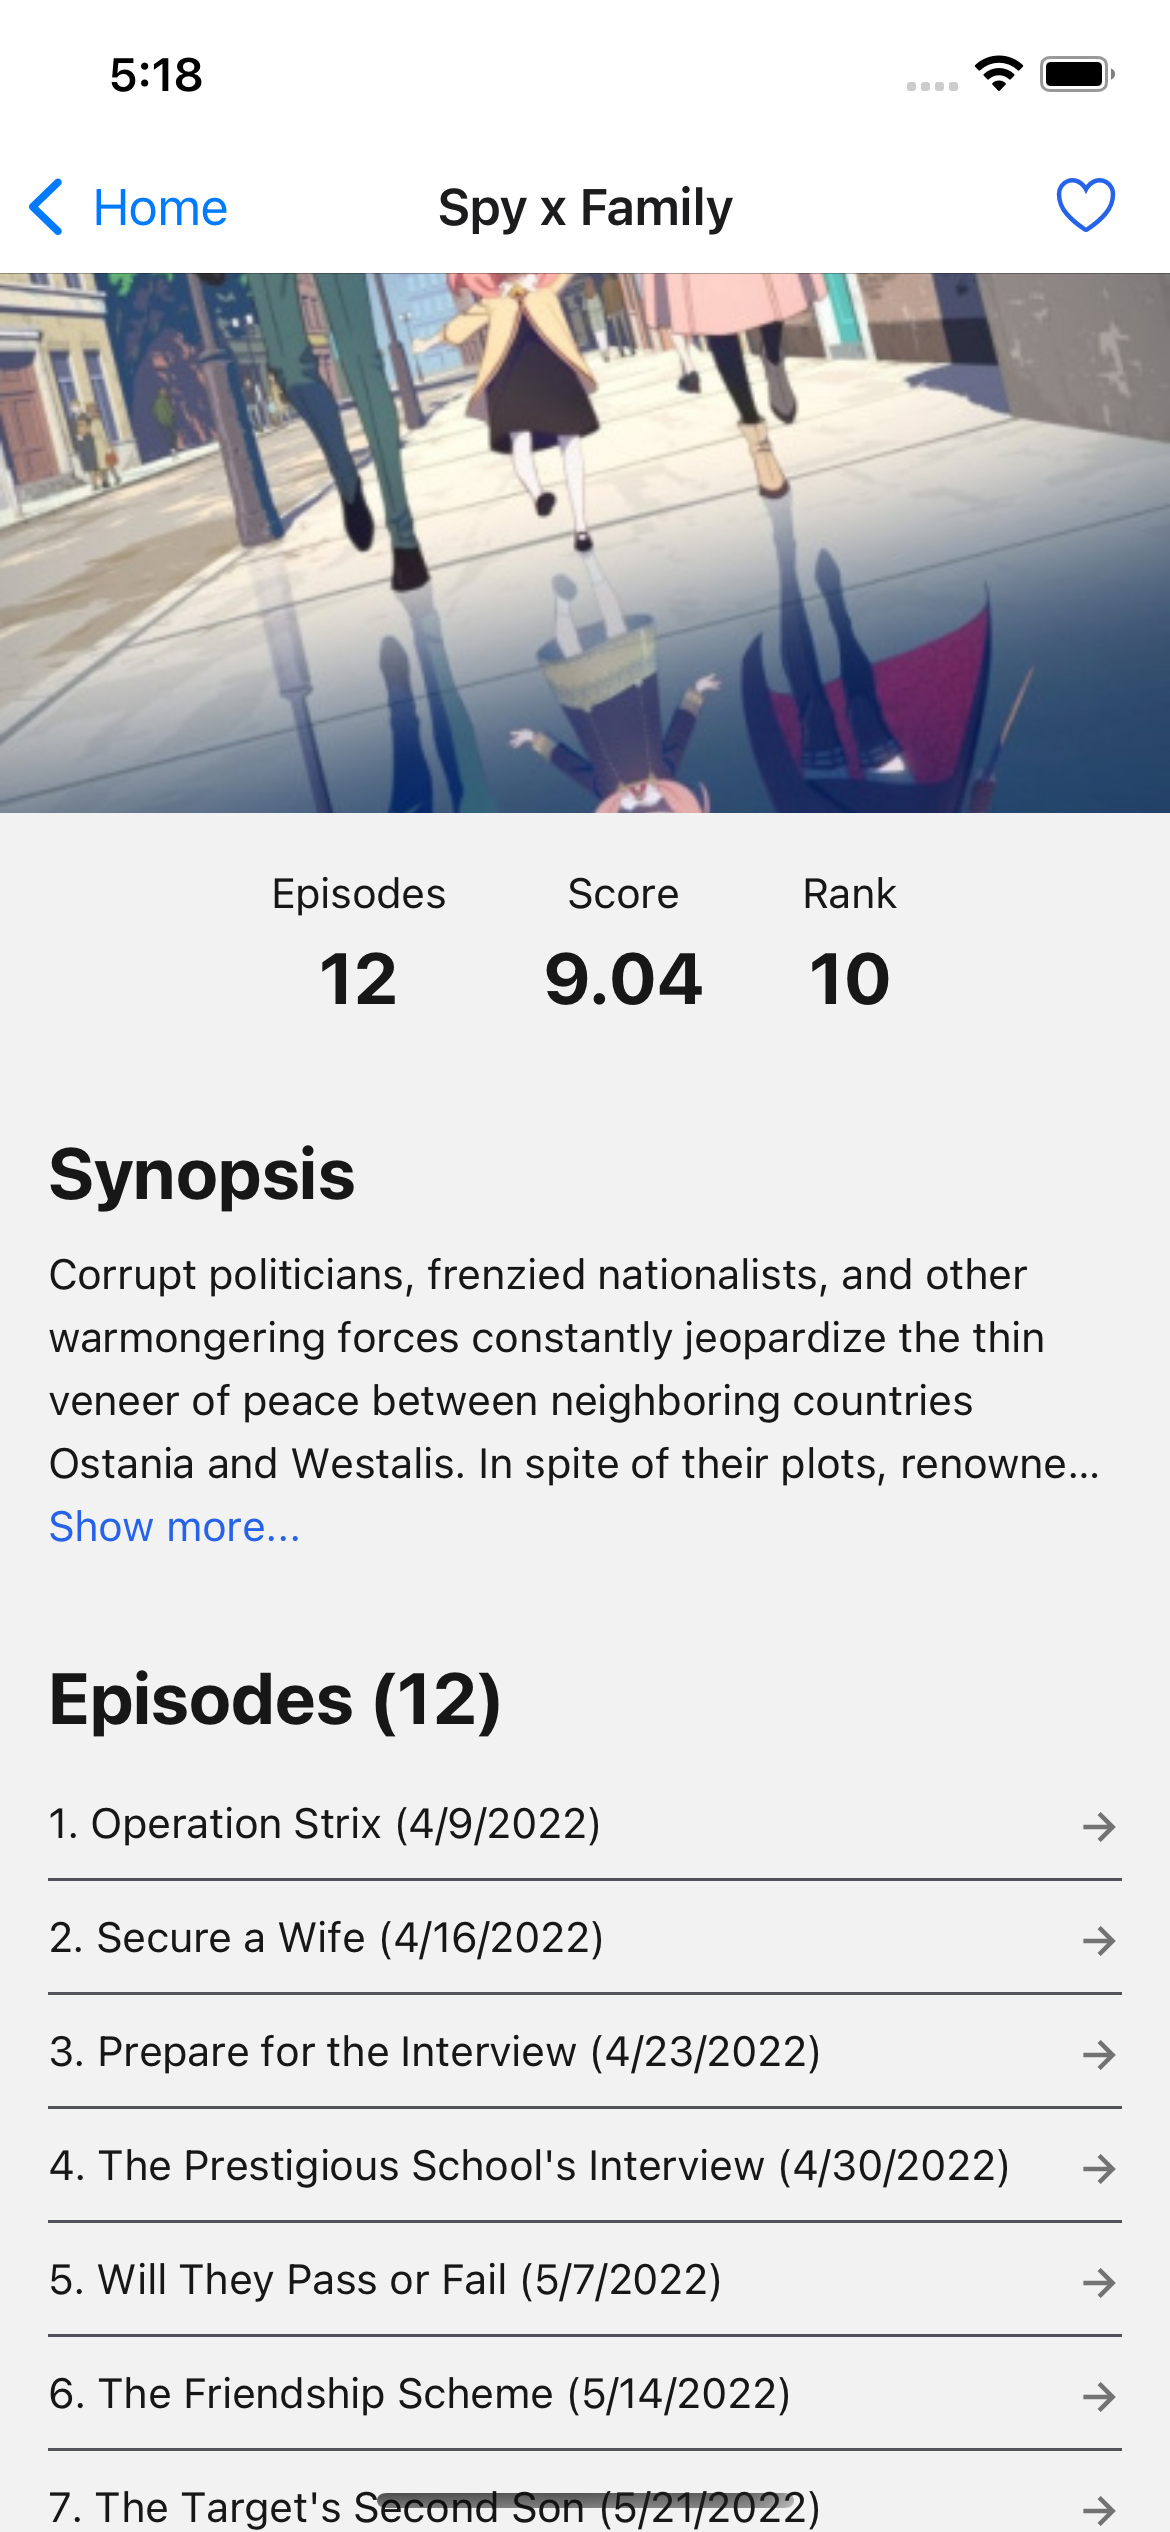 5:18
Home
Spy x Family
Episodes Score Rank
12 9.04 10
Synopsis
Corrupt politicians, frenzied nationalists, and other
warmongering forces constantly jeopardize the thin
veneer of peace between neighboring countries
Ostania and Westalis. In spite of their plots, renowne...
Show more...
Episodes (12)
1. Operation Strix (4/9/2022)
2. Secure a Wife (4/16/2022)
3. Prepare for the Interview (4/23/2022)
4. The Prestigious School's Interview (4/30/2022)
5. Will They Pass or Fail (5/7/2022)
6. The Friendship Scheme (5/14/2022)
7. The Target's Second Son (5/21/2022)